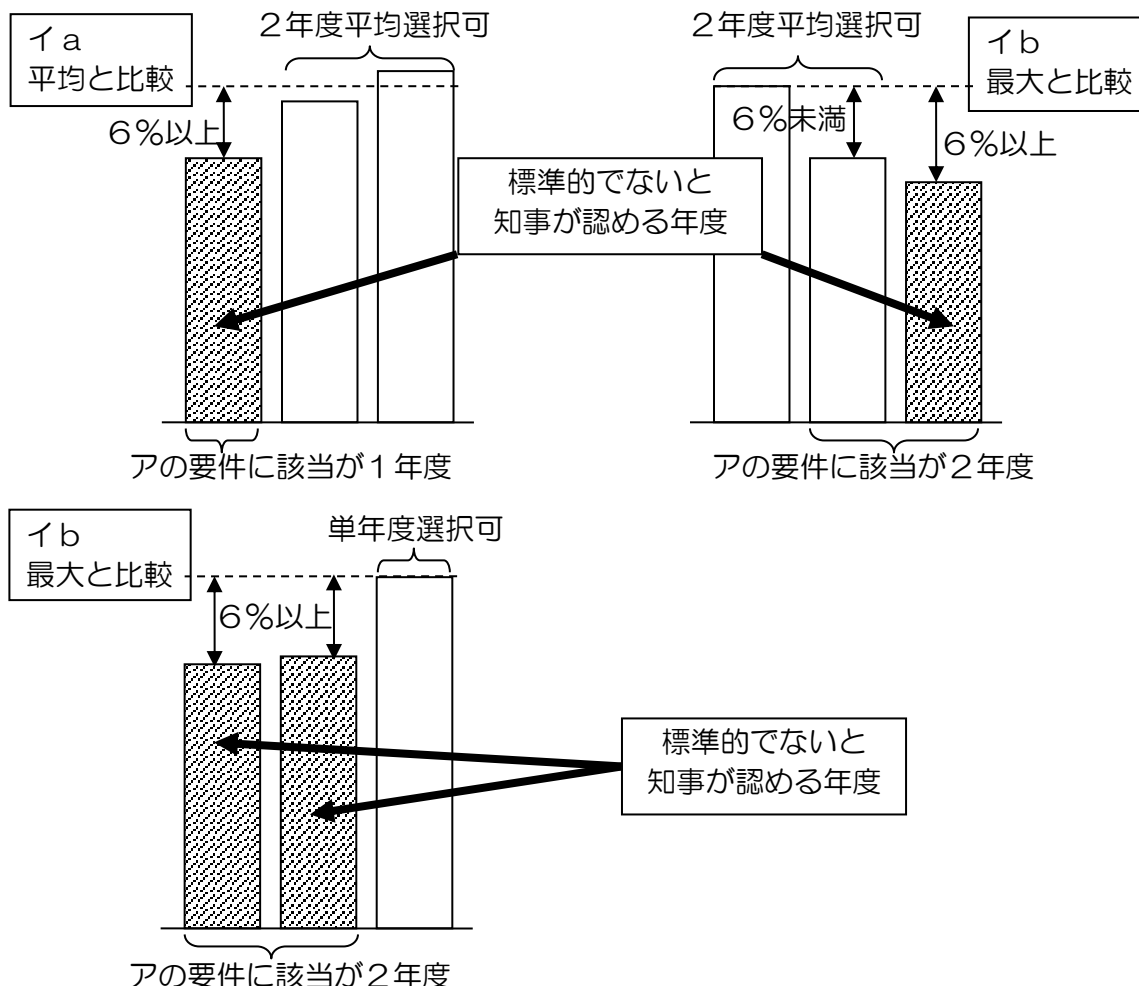 イa
平均と比較
２年度平均選択可
６％以上
アの要件に該当が１年度
標準的でないと
知事が認める年度
２年度平均選択可
イb
最大と比較
６％未満
６％以上
アの要件に該当が２年度
イb
最大と比較
単年度選択可
６％以上
アの要件に該当が２年度
標準的でないと
知事が認める年度